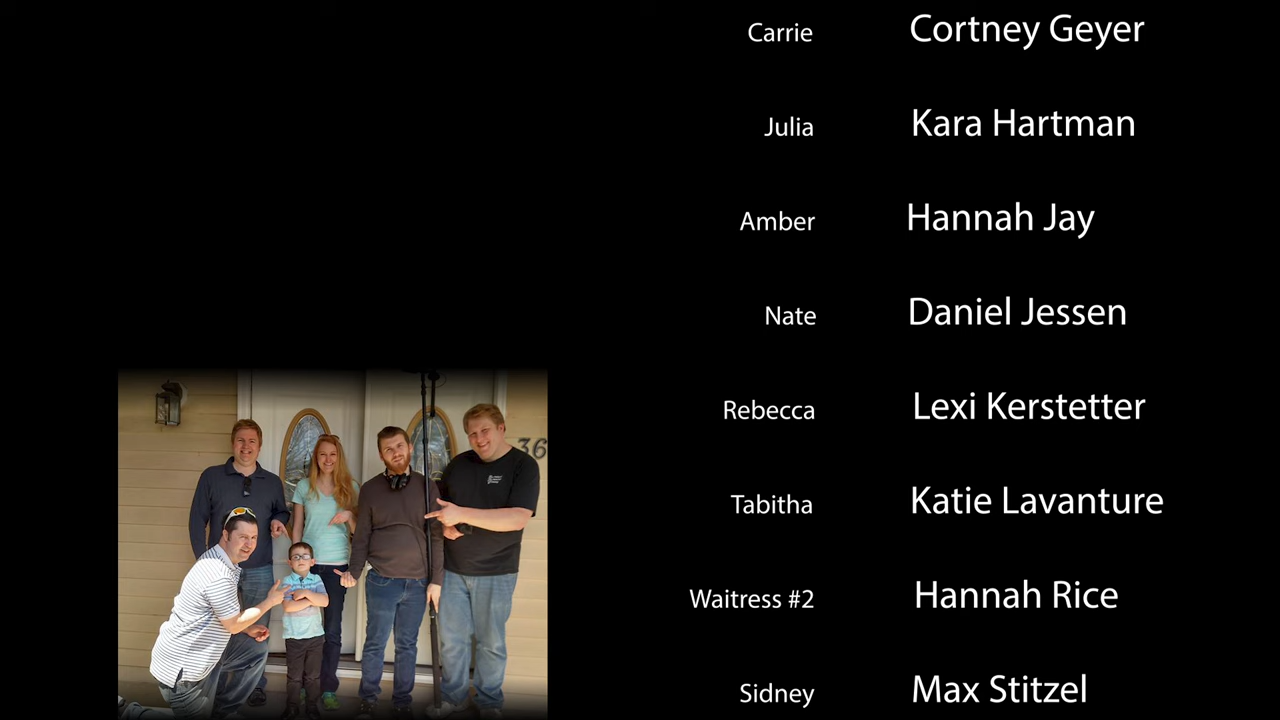 Carrie Cortney Geyer
Julia Kara Hartman
Amber Hannah Jay
Nate Daniel Jessen
Rebecca Lexi Kerstetter
Tabitha Katie Lavanture
Waitress #2 Hannah Rice
Sidney Max Stitzel
36